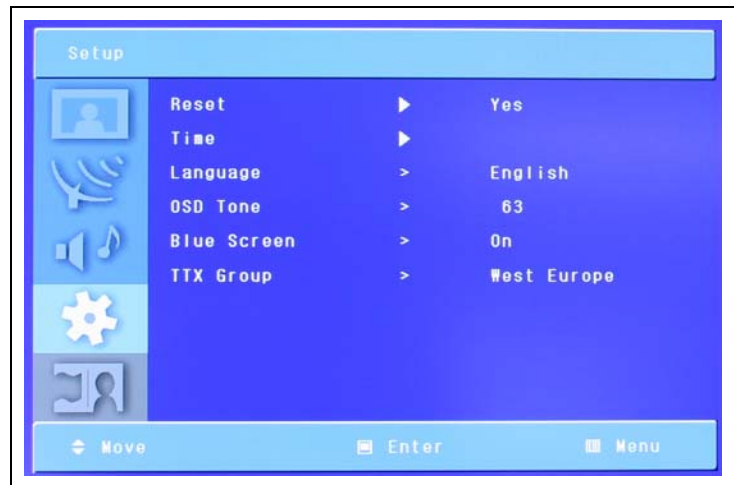 Setup
Reset ▶ Yes
Time ▶
Language > English
OSD Tone > 63
Blue Screen > On
TTX Group > West Europe
Move Enter Menu